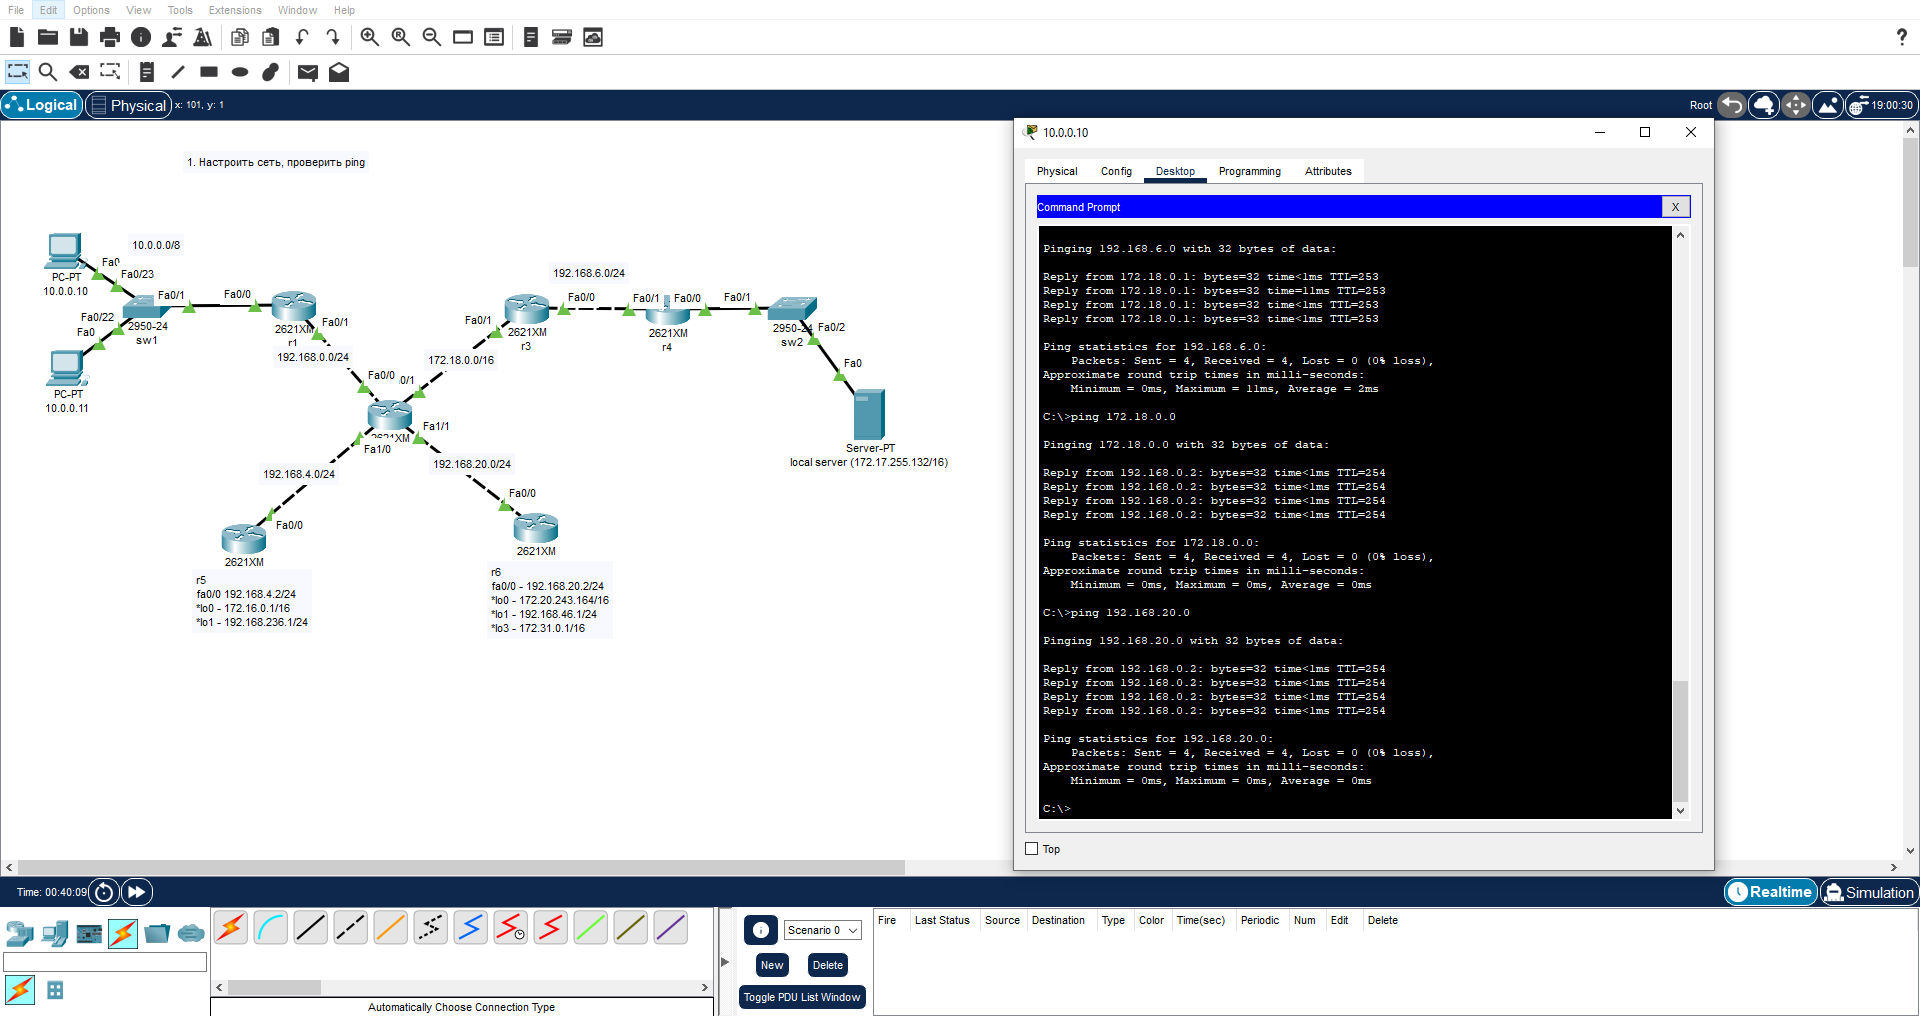 File Edit Options View Tools Extensions Window Help
?
Logical Physical x: 101, y: 1
Root 19:00:30
1. Настроить сеть, проверить ping
10.0.0.0/8
Fa0
Fa0/23
PC-PT
10.0.0.10
Fa0/1
Fa0/0
Fa0/22
Fa0
2950-24
sw1
PC-PT
10.0.0.11
2621XM
r1
Fa0/1
192.168.0.0/24
Fa0/0
0/1
172.18.0.0/16
Fa0/1
2621XM
r3
192.168.6.0/24
Fa0/0
Fa0/1
Fa0/0
2621XM
r4
Fa0/1
2950-24
sw2
Fa0/2
Fa0
Server-PT
local server (172.17.255.132/16)
2621XM
Fa1/1
Fa1/0
192.168.4.0/24
192.168.20.0/24
Fa0/0
Fa0/0
2621XM
2621XM
r5
fa0/0 192.168.4.2/24
*lo0 - 172.16.0.1/16
*lo1 - 192.168.236.1/24
r6
fa0/0 - 192.168.20.2/24
*lo0 - 172.20.243.164/16
*lo1 - 192.168.46.1/24
*lo3 - 172.31.0.1/16
10.0.0.10
Physical Config Desktop Programming Attributes
Command Prompt
X
Pinging 192.168.6.0 with 32 bytes of data:
Reply from 172.18.0.1: bytes=32 time<1ms TTL=253
Reply from 172.18.0.1: bytes=32 time=11ms TTL=253
Reply from 172.18.0.1: bytes=32 time<1ms TTL=253
Reply from 172.18.0.1: bytes=32 time<1ms TTL=253
Ping statistics for 192.168.6.0:
Packets: Sent = 4, Received = 4, Lost = 0 (0% loss),
Approximate round trip times in milli-seconds:
Minimum = 0ms, Maximum = 11ms, Average = 2ms
C:\>ping 172.18.0.0
Pinging 172.18.0.0 with 32 bytes of data:
Reply from 192.168.0.2: bytes=32 time<1ms TTL=254
Reply from 192.168.0.2: bytes=32 time<1ms TTL=254
Reply from 192.168.0.2: bytes=32 time<1ms TTL=254
Reply from 192.168.0.2: bytes=32 time<1ms TTL=254
Ping statistics for 172.18.0.0:
Packets: Sent = 4, Received = 4, Lost = 0 (0% loss),
Approximate round trip times in milli-seconds:
Minimum = 0ms, Maximum = 0ms, Average = 0ms
C:\>ping 192.168.20.0
Pinging 192.168.20.0 with 32 bytes of data:
Reply from 192.168.0.2: bytes=32 time<1ms TTL=254
Reply from 192.168.0.2: bytes=32 time<1ms TTL=254
Reply from 192.168.0.2: bytes=32 time<1ms TTL=254
Reply from 192.168.0.2: bytes=32 time<1ms TTL=254
Ping statistics for 192.168.20.0:
Packets: Sent = 4, Received = 4, Lost = 0 (0% loss),
Approximate round trip times in milli-seconds:
Minimum = 0ms, Maximum = 0ms, Average = 0ms
C:\>
Top
Time: 00:40:09
Realtime Simulation
Scenario 0
New Delete
Toggle PDU List Window
Fire Last Status Source Destination Type Color Time(sec) Periodic Num Edit Delete
Automatically Choose Connection Type